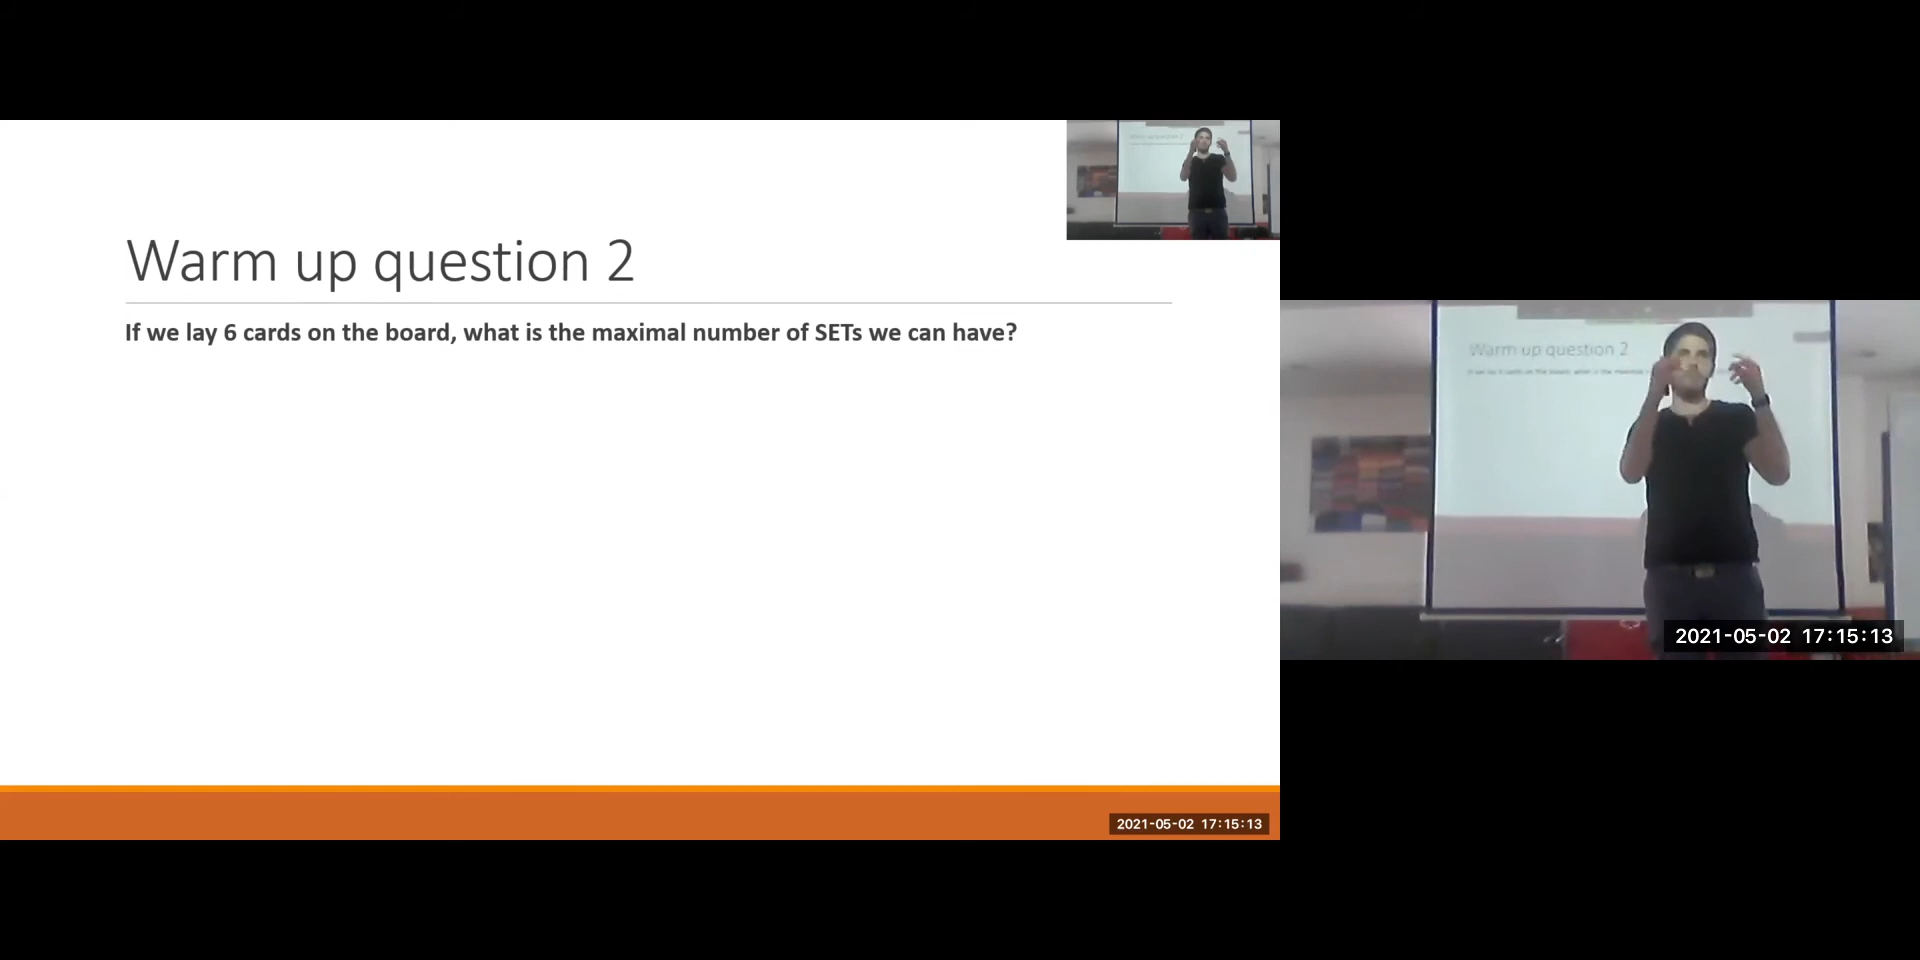 Warm up question 2
If we lay 6 cards on the board, what is the maximal number of SETs we can have?
2021-05-02 17:15:13
Warm up question 2
2021-05-02 17:15:13